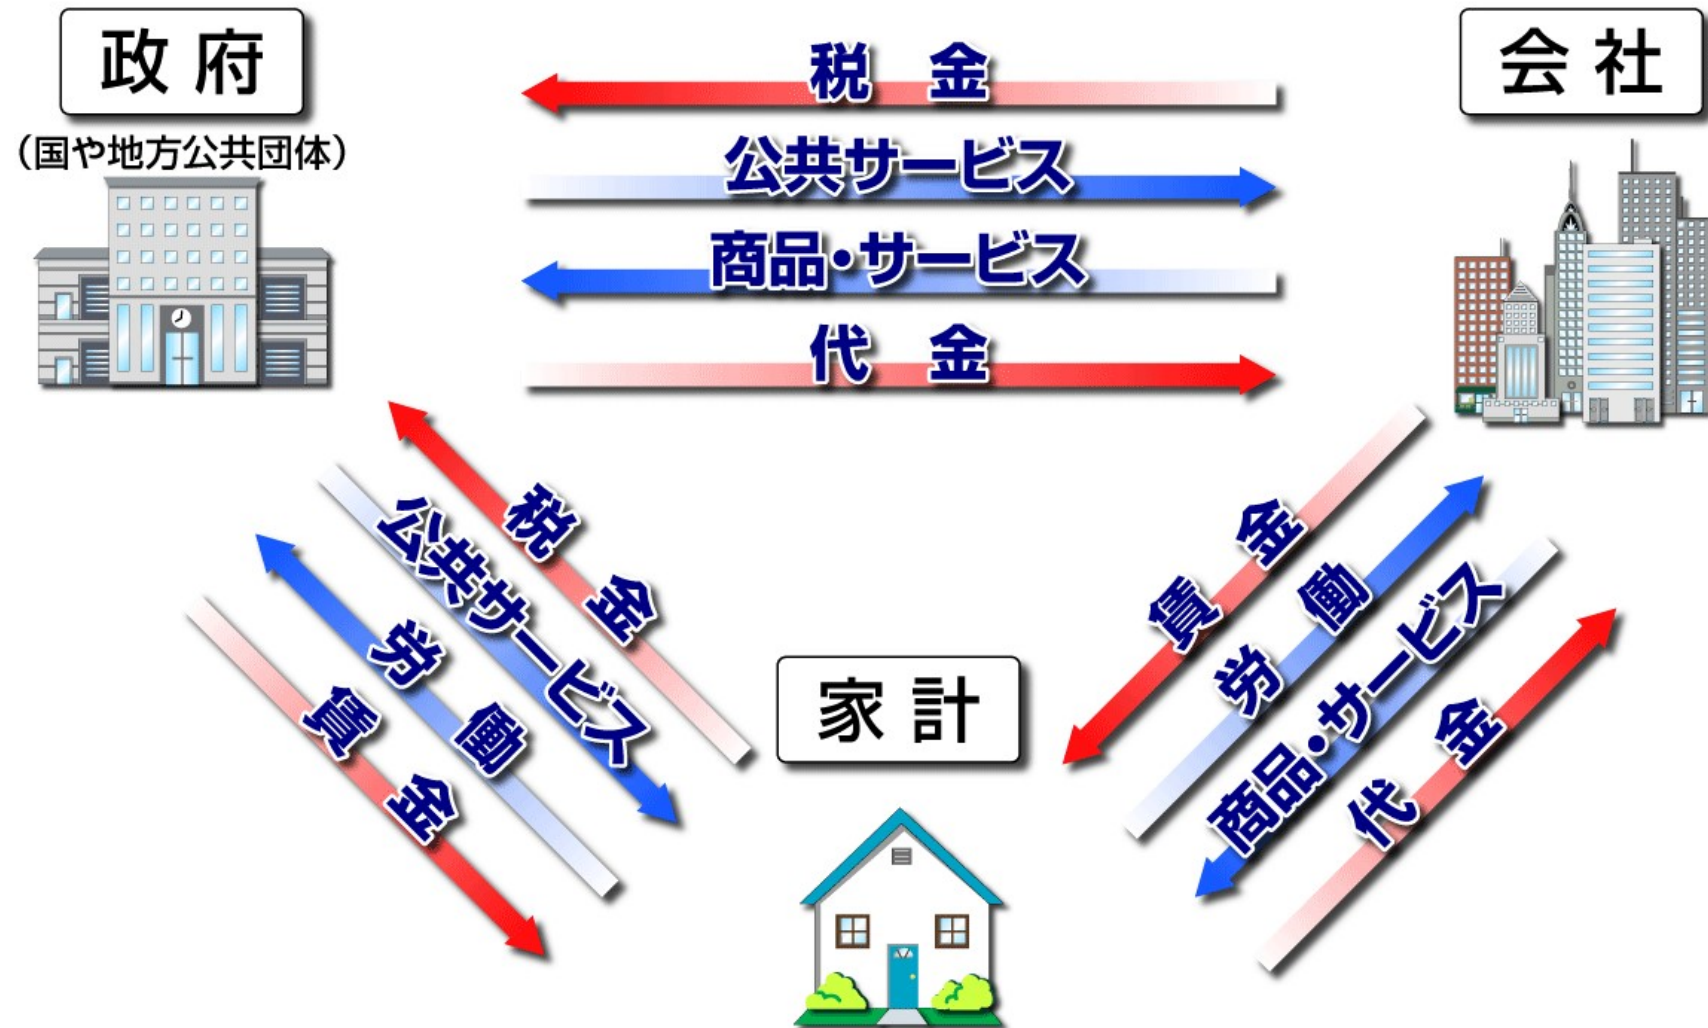 政府
(国や地方公共団体)
会社
税金
公共サービス
商品・サービス
代金
税金
公共サービス
労働
賃金
賃金
労働
商品・サービス
代金
家計